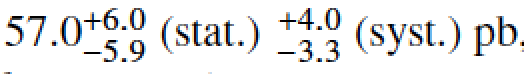 57.0^{+6.0}_{−5.9} (stat.) ^{+4.0}_{−3.3} (syst.) pb,